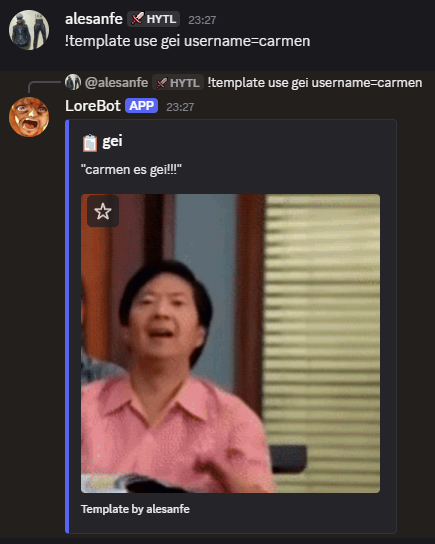 alesanfe HYTL 23:27
!template use gei username=carmen
@alesanfe HYTL !template use gei username=carmen
LoreBot APP 23:27
📋 gei
"carmen es gei!!!"
Template by alesanfe